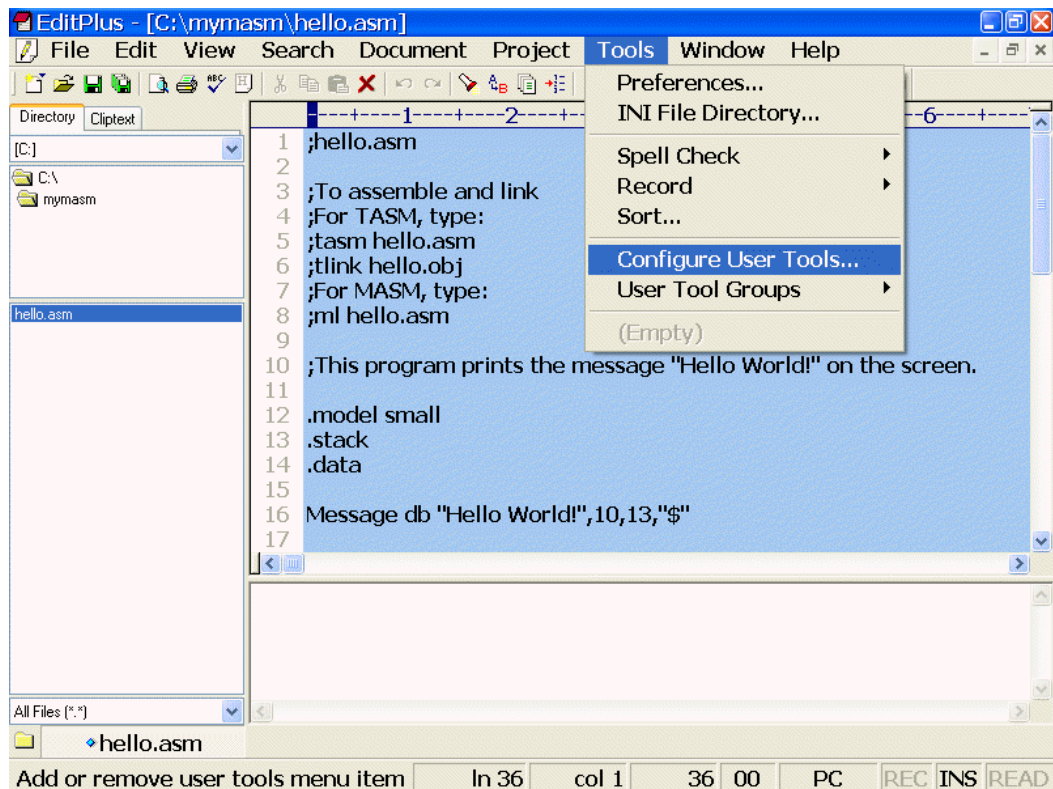 EditPlus - [C:\mymasm\hello.asm]
File Edit View Search Document Project Tools Window Help
Directory Cliptext
[C:]
C:\
mymasm
hello.asm
All Files (*.*)
----+----1----+----2----+--
--6----+----7
1 ;hello.asm
2
3 ;To assemble and link
4 ;For TASM, type:
5 ;tasm hello.asm
6 ;tlink hello.obj
7 ;For MASM, type:
8 ;ml hello.asm
9
10 ;This program prints the message "Hello World!" on the screen.
11
12 .model small
13 .stack
14 .data
15
16 Message db "Hello World!",10,13,"$"
17
Preferences...
INI File Directory...
Spell Check
Record
Sort...
Configure User Tools...
User Tool Groups
(Empty)
hello.asm
Add or remove user tools menu item ln 36 col 1 36 00 PC REC INS READ